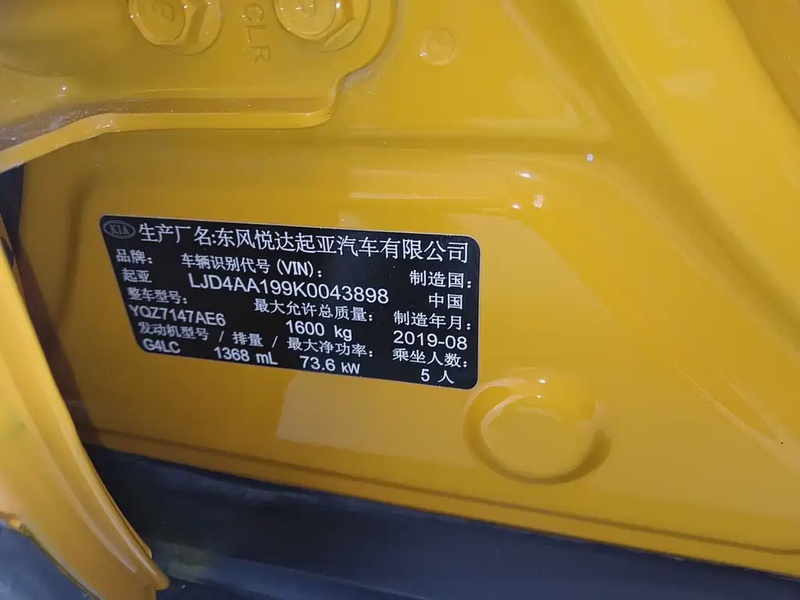 CLR
KIA 生产厂名:东风悦达起亚汽车有限公司
品牌: 车辆识别代号(VIN): 制造国:
起亚 LJD4AA199K0043898 中国
整车型号: 最大允许总质量: 制造年月:
YQZ7147AE6 1600 kg 2019-08
发动机型号 / 排量 / 最大净功率: 乘坐人数:
G4LC 1368 mL 73.6 kW 5 人